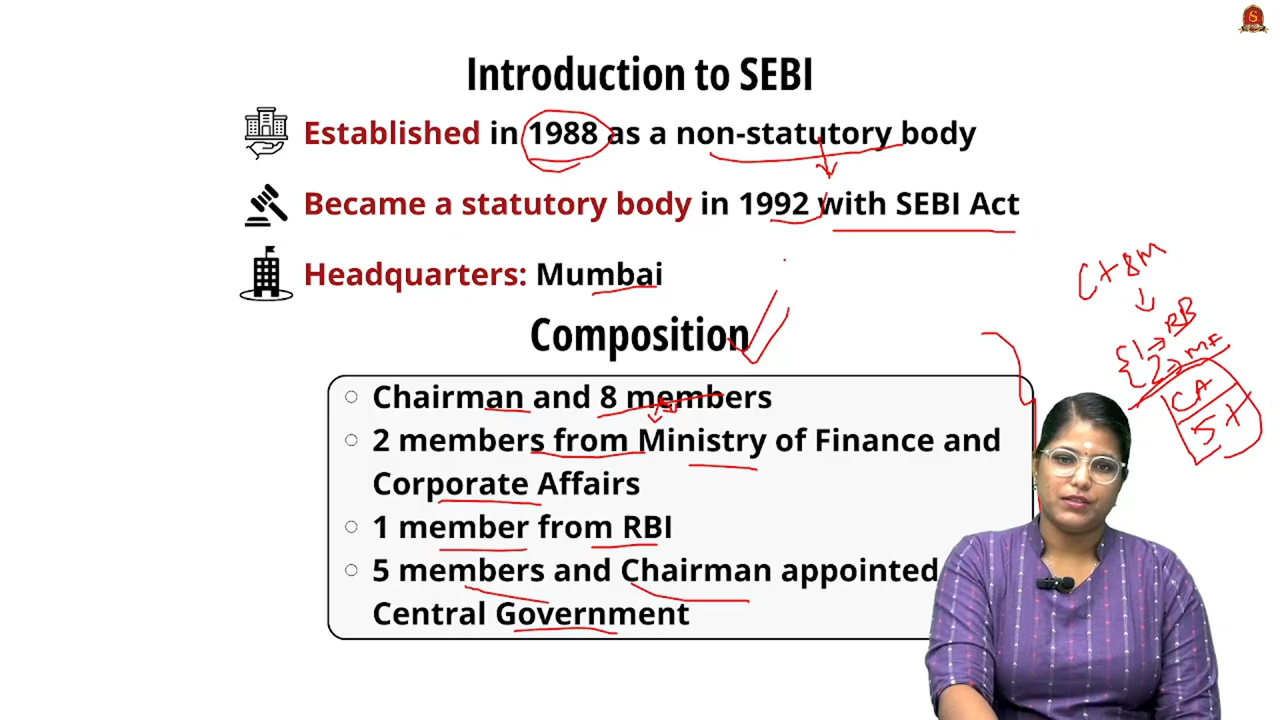 Introduction to SEBI
Established in 1988 as a non-statutory body
Became a statutory body in 1992 with SEBI Act
Headquarters: Mumbai
Composition
Chairman and 8 members
2 members from Ministry of Finance and
Corporate Affairs
1 member from RBI
5 members and Chairman appointed
Central Government
C + 8M
1 → RB
2 → MF
CA
5 +
S